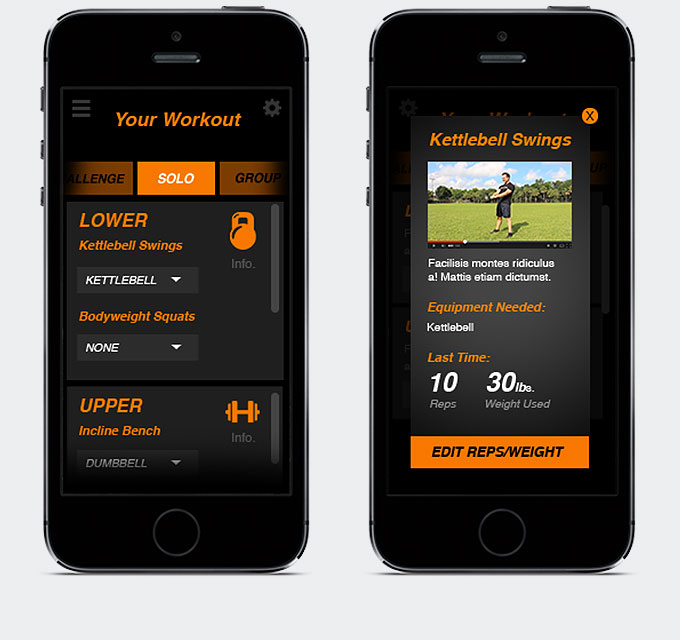 Your Workout
ALLENGE
SOLO
GROUP
LOWER
Kettlebell Swings
Info.
KETTLEBELL
Bodyweight Squats
NONE
UPPER
Incline Bench
Info.
DUMBBELL
X
Kettlebell Swings
Facilisis montes ridiculus
a! Mattis etiam dictumst.
Equipment Needed:
Kettlebell
Last Time:
10 30lbs.
Reps Weight Used
EDIT REPS/WEIGHT